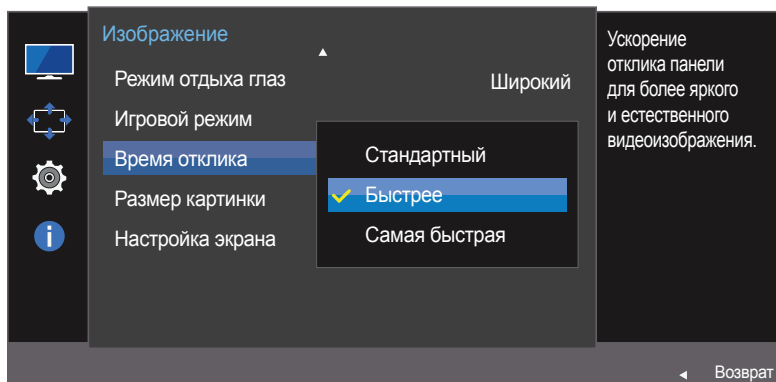 Изображение
Режим отдыха глаз
Широкий
Игровой режим
Время отклика
Стандартный
Быстрее
Размер картинки
Самая быстрая
Настройка экрана
Ускорение
отклика панели
для более яркого
и естественного
видеоизображения.
Возврат